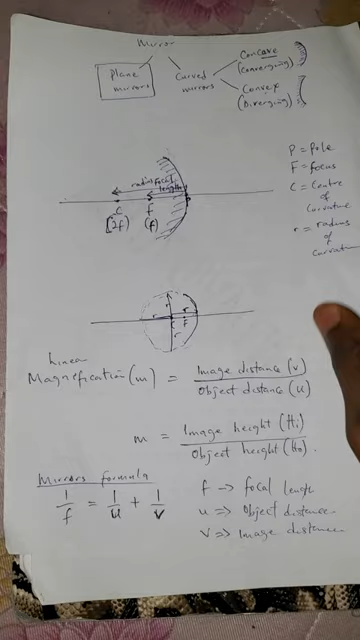 Mirror
Plane mirrors
Curved mirrors
Concave (Converging)
Convex (Diverging)
radius focal length
C
f
(2f)
(f)
P = Pole
F = focus
C = Centre of Curvature
r = radius of Curvature
r
Linear
Magnification (m) = Image distance (v) / Object distance (u)
m = Image height (Hi) / Object height (Ho).
Mirrors formula
1/f = 1/u + 1/v
f → focal length
u => Object distance
v => Image distance